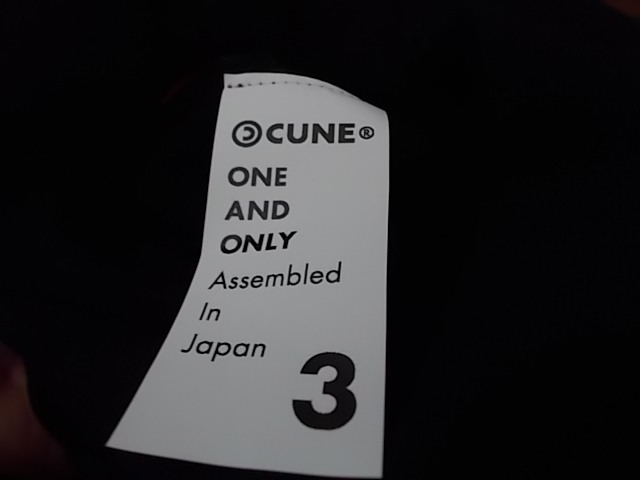 CUNE®
ONE
AND
ONLY
Assembled
In
Japan
3